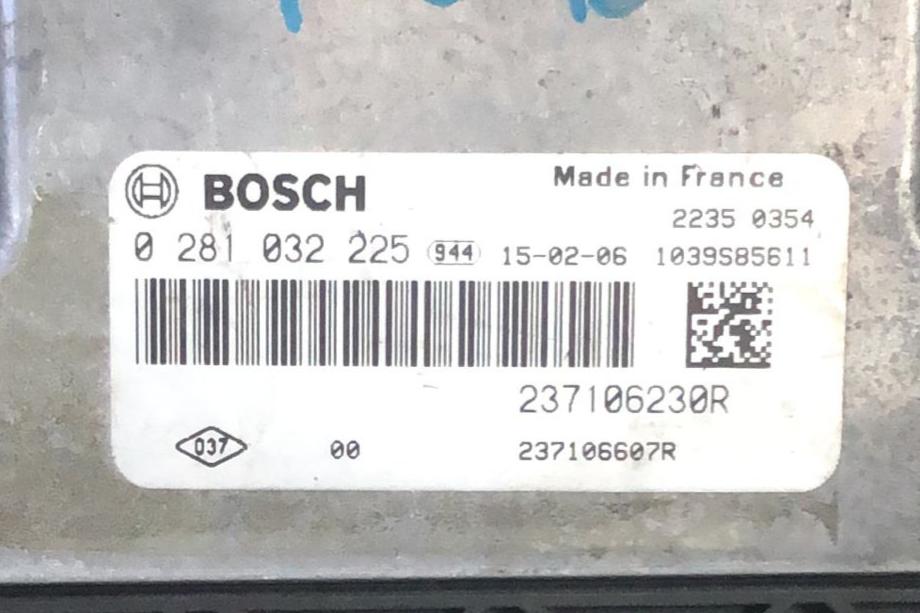 BOSCH
Made in France
2235 0354
0 281 032 225 944 15-02-06 1039S85611
237106230R
037 00 237106607R